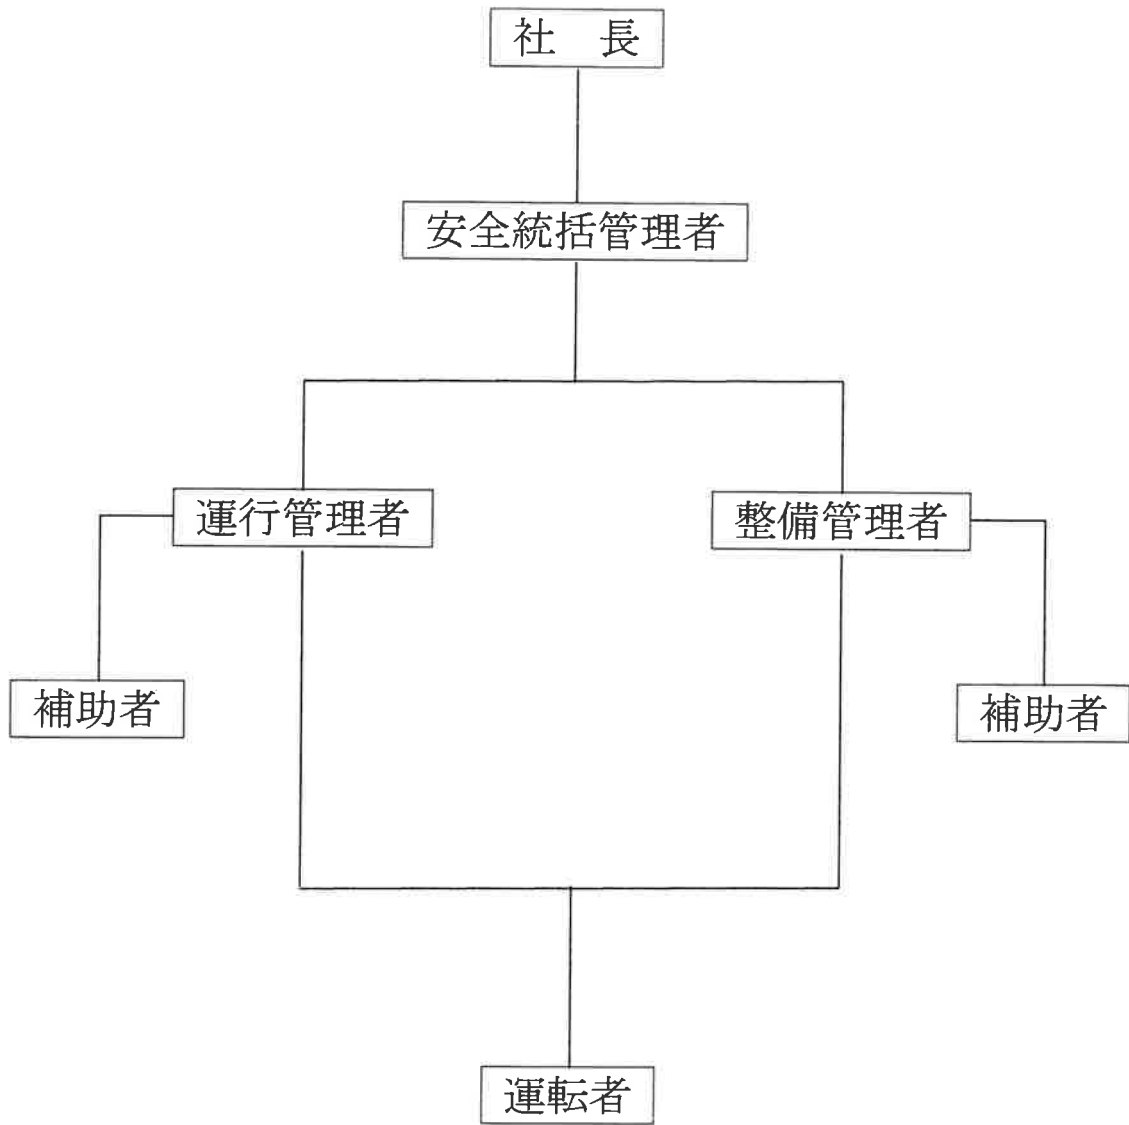 社　長
安全統括管理者
運行管理者
整備管理者
補助者
補助者
運転者